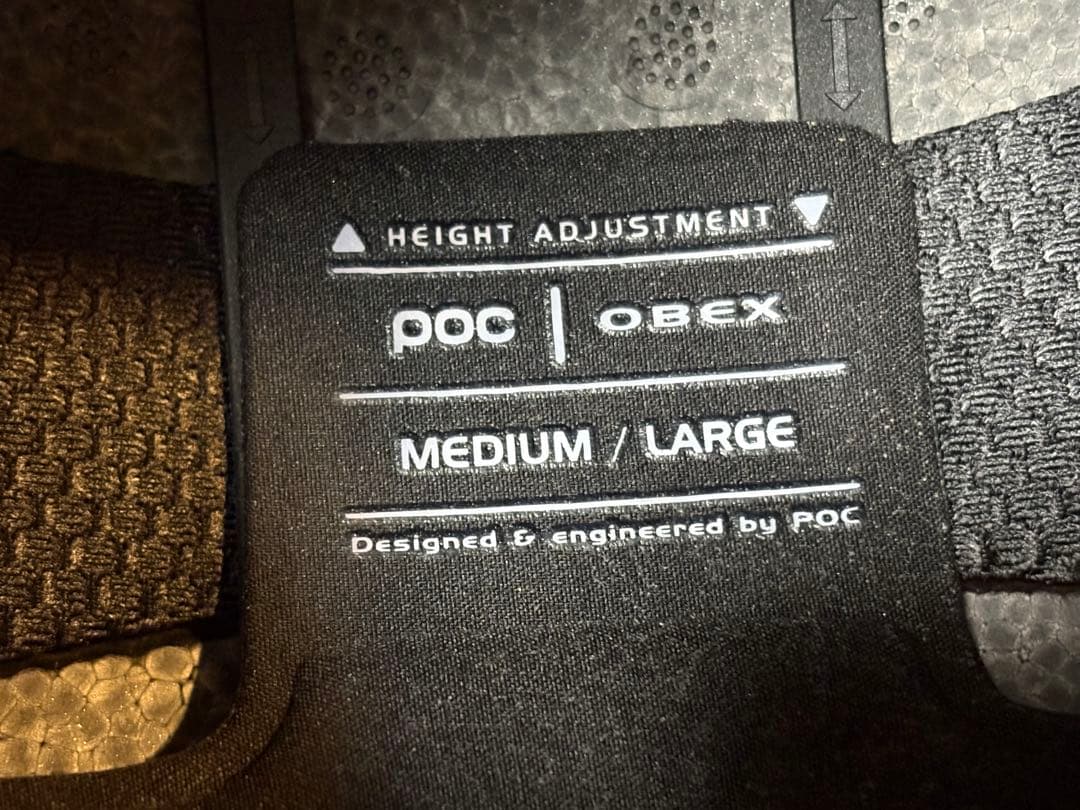 HEIGHT ADJUSTMENT
POC | OBEX
MEDIUM / LARGE
Designed & engineered by POC